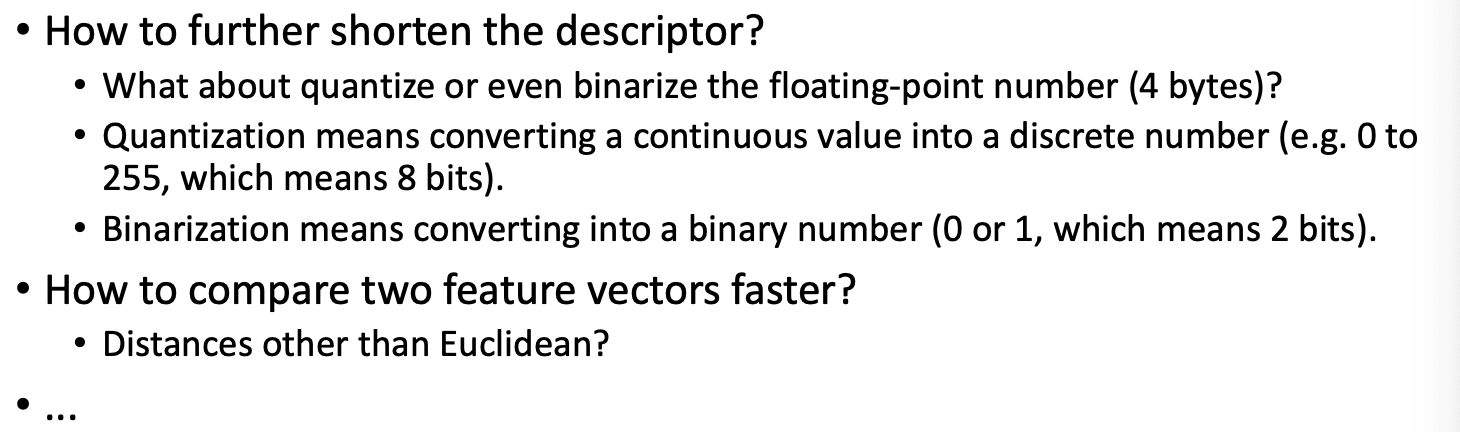 • How to further shorten the descriptor?
• What about quantize or even binarize the floating-point number (4 bytes)?
• Quantization means converting a continuous value into a discrete number (e.g. 0 to
255, which means 8 bits).
• Binarization means converting into a binary number (0 or 1, which means 2 bits).
• How to compare two feature vectors faster?
• Distances other than Euclidean?
• ...